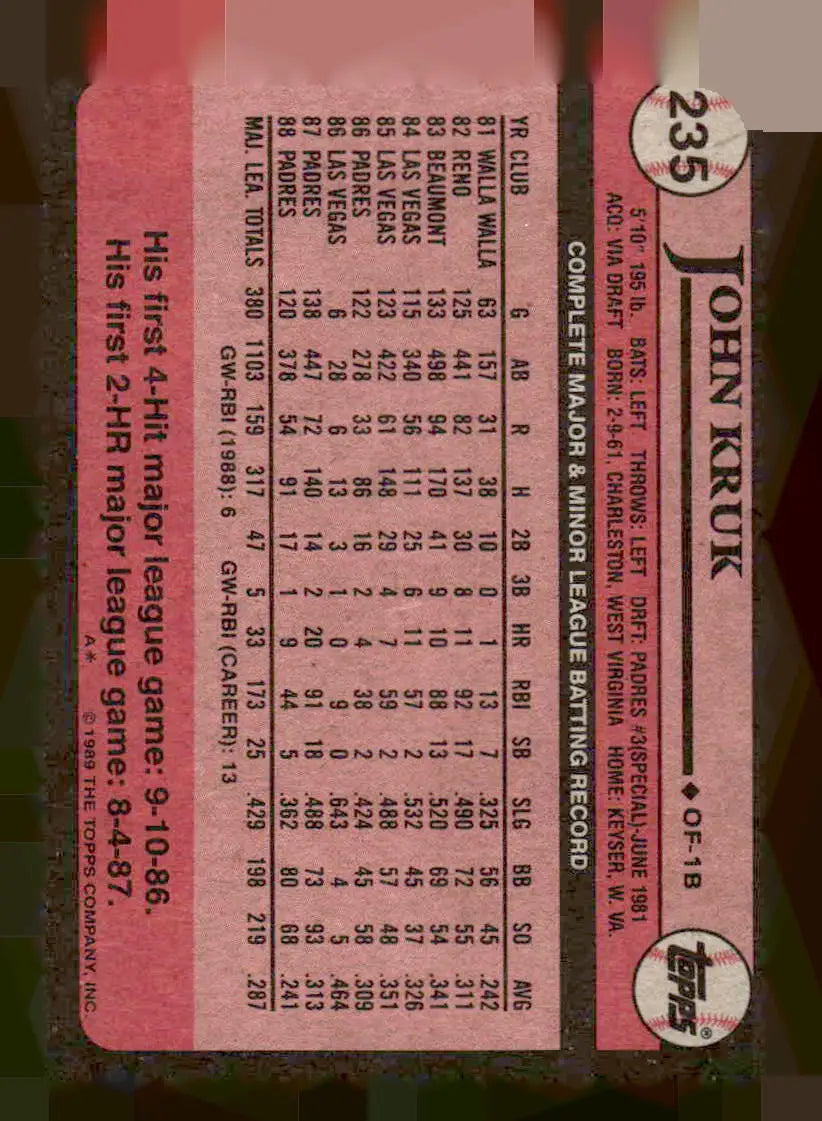 235
JOHN KRUK ◆ OF-1B
topps®
5'10" 195 lb. BATS: LEFT THROWS: LEFT DRFT: PADRES #3(SPECIAL)-JUNE 1981
ACQ: VIA DRAFT BORN: 2-9-61, CHARLESTON, WEST VIRGINIA HOME: KEYSER, W. VA.
COMPLETE MAJOR & MINOR LEAGUE BATTING RECORD
YR CLUB G AB R H 2B 3B HR RBI SB SLG BB SO AVG
81 WALLA WALLA 63 157 31 38 10 0 1 13 7 .325 56 45 .242
82 RENO 125 441 82 137 30 8 11 92 17 .490 72 55 .311
83 BEAUMONT 133 498 94 170 41 9 10 88 13 .520 69 54 .341
84 LAS VEGAS 115 340 56 111 25 6 11 57 2 .532 45 37 .326
85 LAS VEGAS 123 422 61 148 29 4 7 59 2 .488 57 48 .351
86 PADRES 122 278 33 86 16 2 4 38 2 .424 45 58 .309
86 LAS VEGAS 6 28 6 13 3 1 0 9 0 .643 4 5 .464
87 PADRES 138 447 72 140 14 2 20 91 18 .488 73 93 .313
88 PADRES 120 378 54 91 17 1 9 44 5 .362 80 68 .241
MAJ. LEA. TOTALS 380 1103 159 317 47 5 33 173 25 .429 198 219 .287
GW-RBI (1988): 6 GW-RBI (CAREER): 13
His first 4-Hit major league game: 9-10-86.
His first 2-HR major league game: 8-4-87.
A* ©1989 THE TOPPS COMPANY, INC.